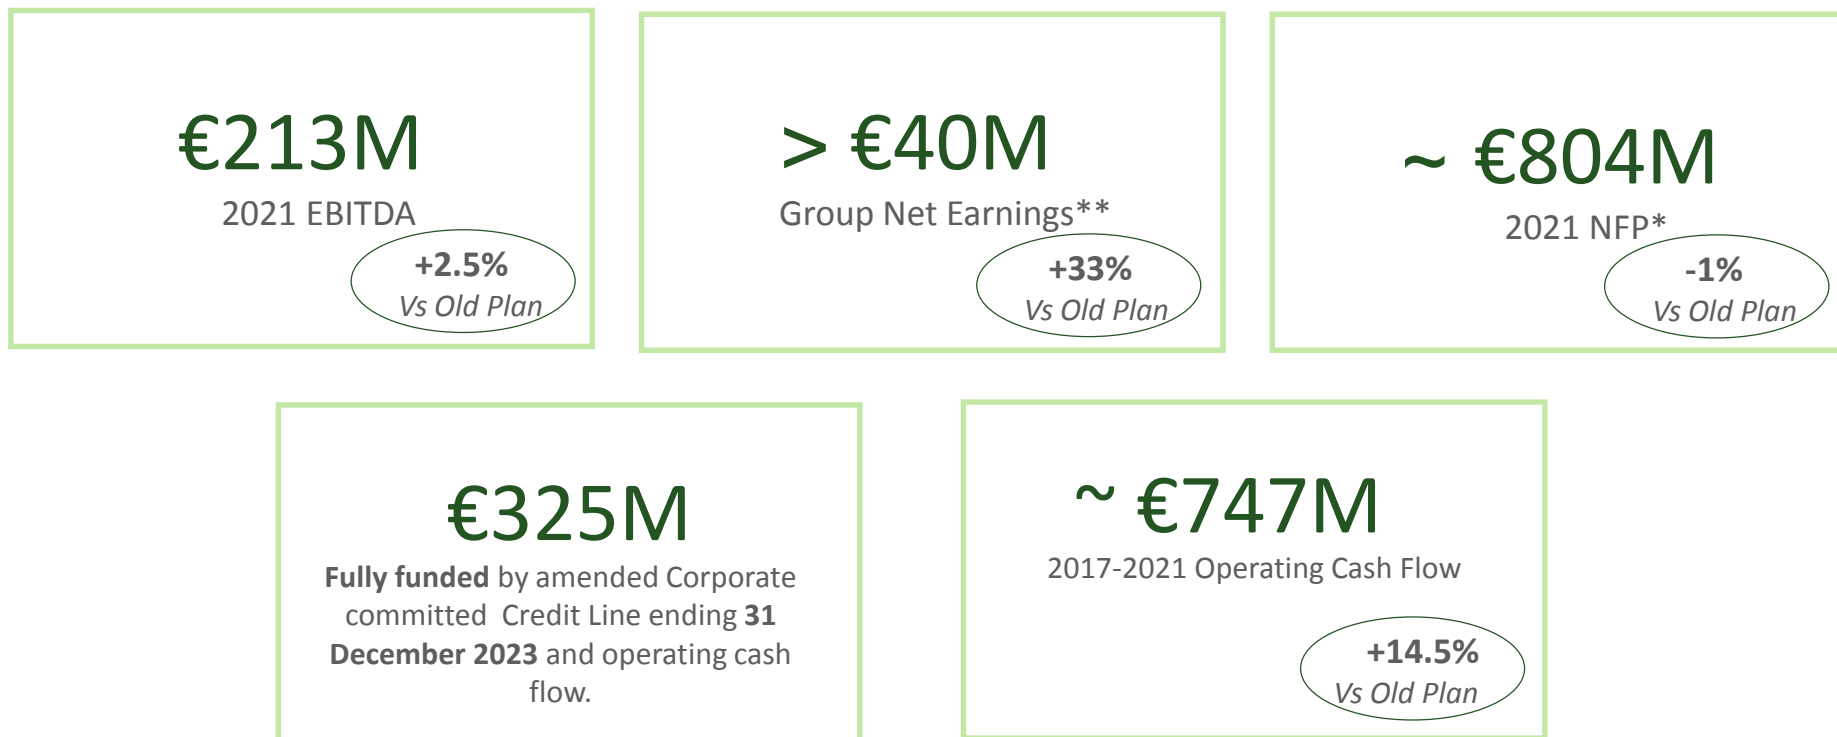 €213M
2021 EBITDA
+2.5%
Vs Old Plan
> €40M
Group Net Earnings**
+33%
Vs Old Plan
~ €804M
2021 NFP*
-1%
Vs Old Plan
€325M
Fully funded by amended Corporate
committed Credit Line ending 31
December 2023 and operating cash
flow.
~ €747M
2017-2021 Operating Cash Flow
+14.5%
Vs Old Plan